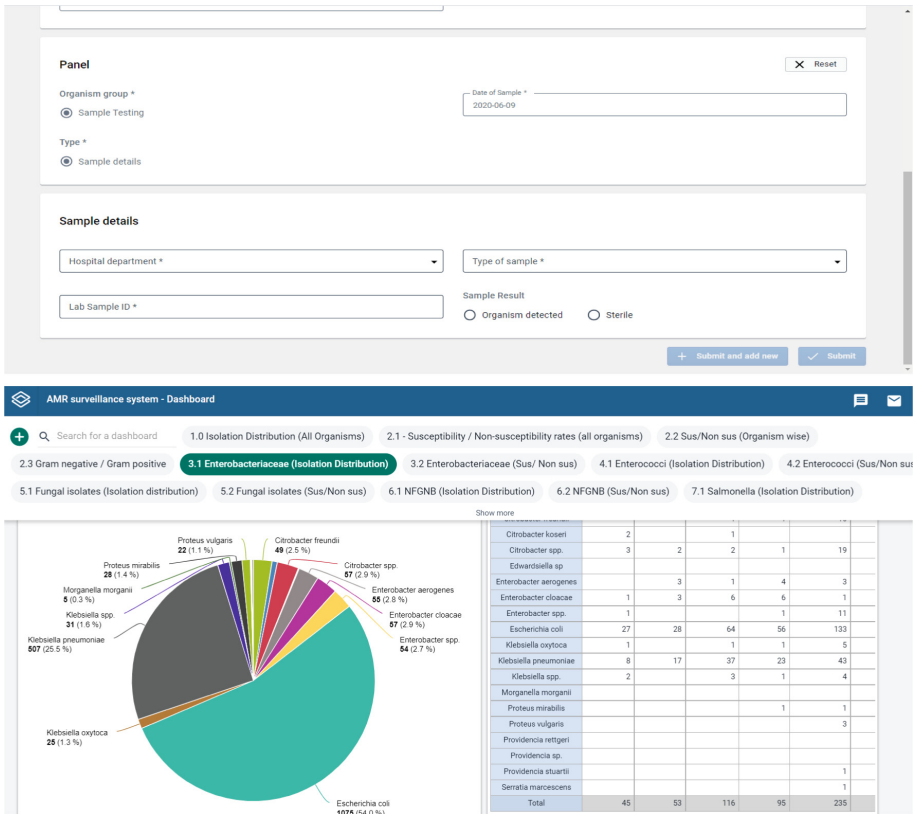 Panel
Reset
Organism group *
Sample Testing
Date of Sample *
2020-06-09
Type *
Sample details
Sample details
Hospital department *
Type of sample *
Lab Sample ID *
Sample Result
Organism detected
Sterile
Submit and add new
Submit
AMR surveillance system - Dashboard
Search for a dashboard
1.0 Isolation Distribution (All Organisms)
2.1 - Susceptibility / Non-susceptibility rates (all organisms)
2.2 Sus/Non sus (Organism wise)
2.3 Gram negative / Gram positive
3.1 Enterobacteriaceae (Isolation Distribution)
3.2 Enterobacteriaceae (Sus/ Non sus)
4.1 Enterococci (Isolation Distribution)
4.2 Enterococci (Sus/Non sus
5.1 Fungal isolates (Isolation distribution)
5.2 Fungal isolates (Sus/Non sus)
6.1 NFGNB (Isolation Distribution)
6.2 NFGNB (Sus/Non sus)
7.1 Salmonella (Isolation Distribution)
Show more
Proteus vulgaris
22 (1.1 %)
Citrobacter freundii
49 (2.5 %)
Proteus mirabilis
28 (1.4 %)
Citrobacter spp.
57 (2.9 %)
Morganella morganii
5 (0.3 %)
Enterobacter aerogenes
55 (2.8 %)
Klebsiella spp.
31 (1.6 %)
Enterobacter cloacae
57 (2.9 %)
Klebsiella pneumoniae
507 (25.5 %)
Enterobacter spp.
54 (2.7 %)
Klebsiella oxytoca
25 (1.3 %)
Escherichia coli
1075 (54.0 %)
Citrobacter koseri 2 1
Citrobacter spp. 3 2 2 1 19
Edwardsiella sp
Enterobacter aerogenes 3 1 4 3
Enterobacter cloacae 1 3 6 6 1
Enterobacter spp. 1 1 11
Escherichia coli 27 28 64 56 133
Klebsiella oxytoca 1 1 1 5
Klebsiella pneumoniae 8 17 37 23 43
Klebsiella spp. 2 3 1 4
Morganella morganii
Proteus mirabilis 1 1
Proteus vulgaris 3
Providencia rettgeri
Providencia sp.
Providencia stuartii 1
Serratia marcescens 1
Total 45 53 116 95 235